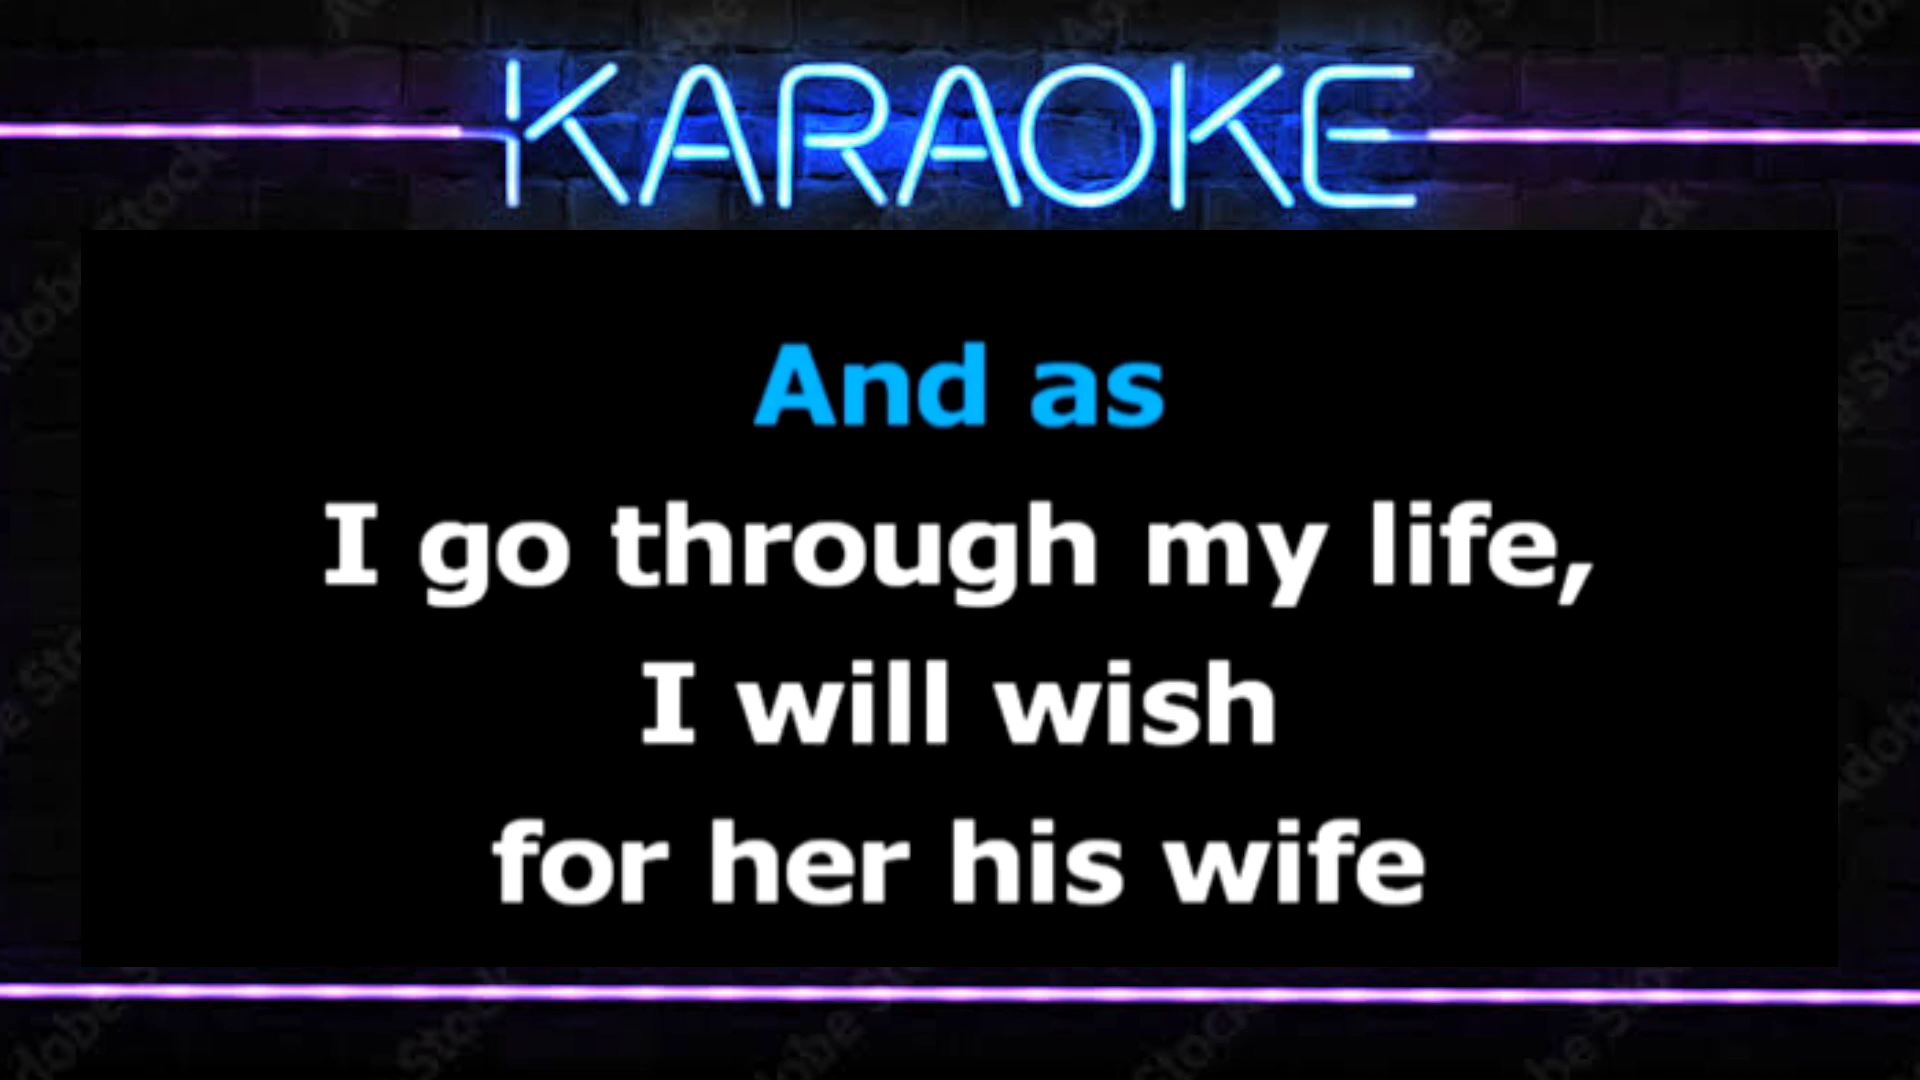 KARAOKE
And as
I go through my life,
I will wish
for her his wife